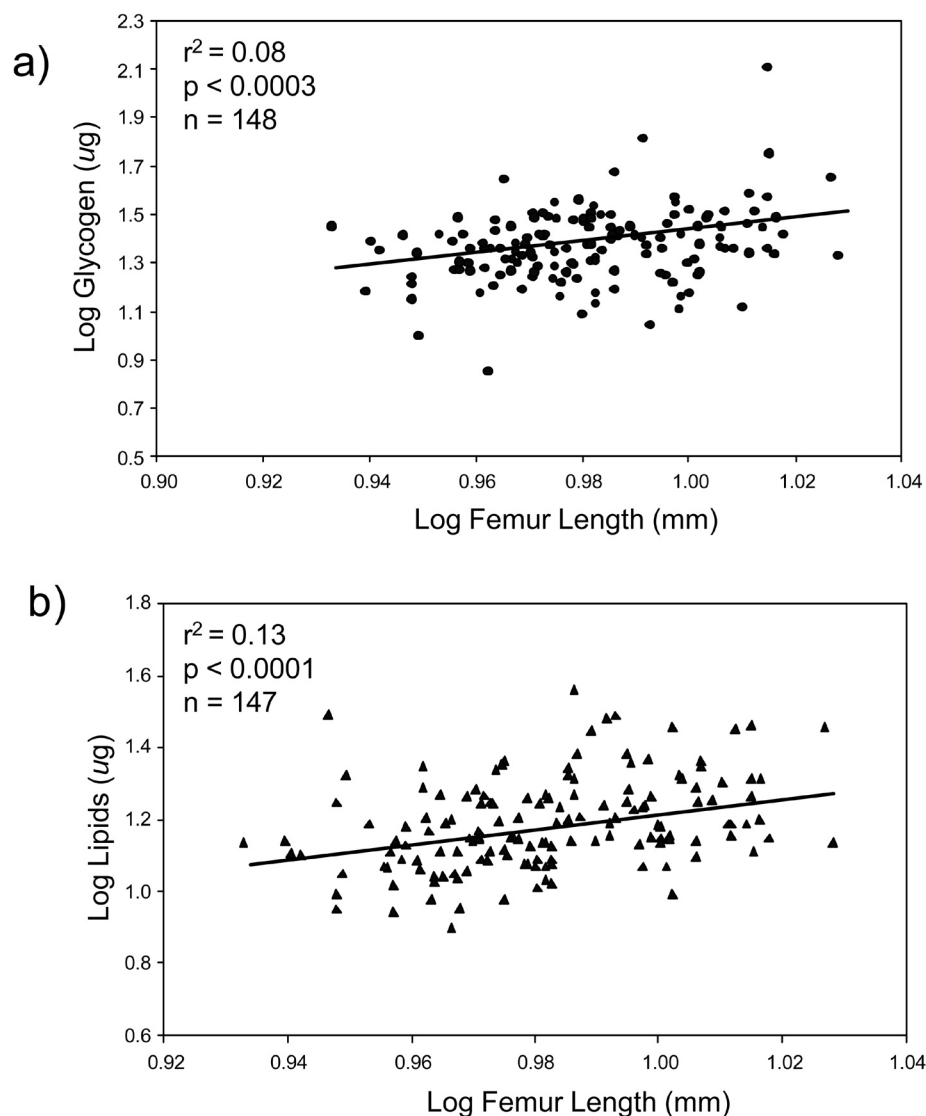 a)
r² = 0.08
p < 0.0003
n = 148
Log Glycogen (ug)
2.3
2.1
1.9
1.7
1.5
1.3
1.1
0.9
0.7
0.5
0.90 0.92 0.94 0.96 0.98 1.00 1.02 1.04
Log Femur Length (mm)
b)
r² = 0.13
p < 0.0001
n = 147
Log Lipids (ug)
1.8
1.6
1.4
1.2
1.0
0.8
0.6
0.92 0.94 0.96 0.98 1.00 1.02 1.04
Log Femur Length (mm)